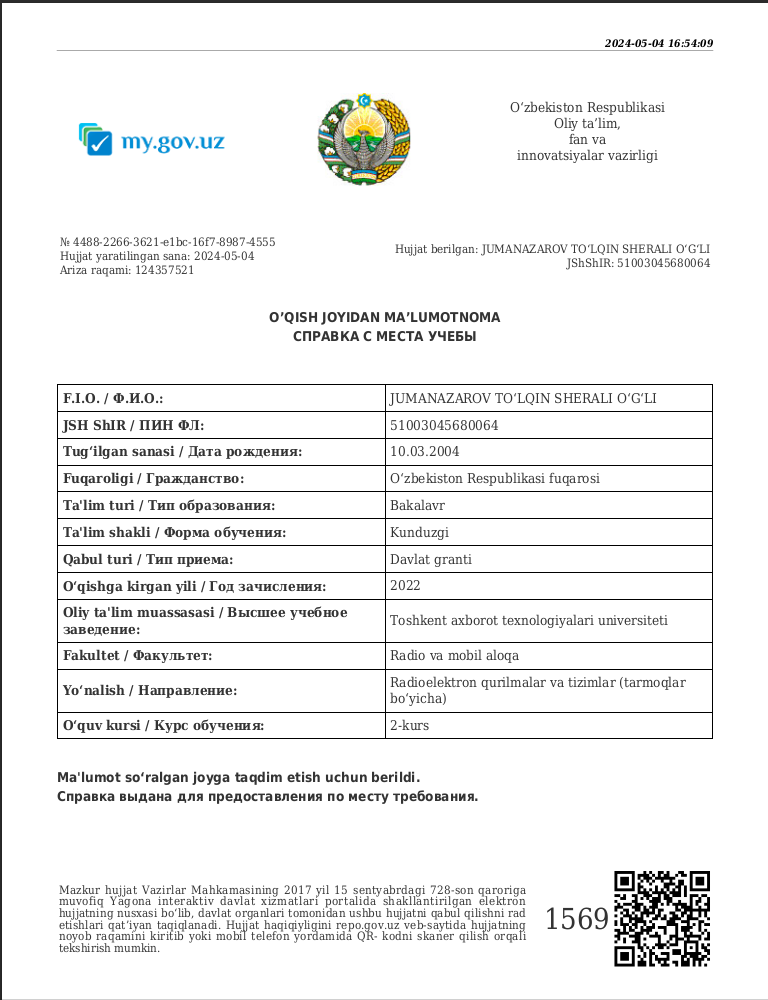 2024-05-04 16:54:09
my.gov.uz
O‘zbekiston Respublikasi
Oliy ta’lim,
fan va
innovatsiyalar vazirligi
№ 4488-2266-3621-e1bc-16f7-8987-4555
Hujjat yaratilingan sana: 2024-05-04
Ariza raqami: 124357521
Hujjat berilgan: JUMANAZAROV TO‘LQIN SHERALI O‘G‘LI
JShShIR: 51003045680064
O’QISH JOYIDAN MA’LUMOTNOMA
СПРАВКА С МЕСТА УЧЕБЫ
F.I.O. / Ф.И.О.: JUMANAZAROV TO‘LQIN SHERALI O‘G‘LI
JSH ShIR / ПИН ФЛ: 51003045680064
Tug‘ilgan sanasi / Дата рождения: 10.03.2004
Fuqaroligi / Гражданство: O‘zbekiston Respublikasi fuqarosi
Ta'lim turi / Тип образования: Bakalavr
Ta'lim shakli / Форма обучения: Kunduzgi
Qabul turi / Тип приема: Davlat granti
O‘qishga kirgan yili / Год зачисления: 2022
Oliy ta'lim muassasasi / Высшее учебное
заведение: Toshkent axborot texnologiyalari universiteti
Fakultet / Факультет: Radio va mobil aloqa
Yo‘nalish / Направление: Radioelektron qurilmalar va tizimlar (tarmoqlar
bo‘yicha)
O‘quv kursi / Курс обучения: 2-kurs
Ma'lumot so‘ralgan joyga taqdim etish uchun berildi.
Справка выдана для предоставления по месту требования.
Mazkur hujjat Vazirlar Mahkamasining 2017 yil 15 sentyabrdagi 728-son qaroriga
muvofiq Yagona interaktiv davlat xizmatlari portalida shakllantirilgan elektron
hujjatning nusxasi bo‘lib, davlat organlari tomonidan ushbu hujjatni qabul qilishni rad
etishlari qat’iyan taqiqlanadi. Hujjat haqiqiyligini repo.gov.uz veb-saytida hujjatning
noyob raqamini kiritib yoki mobil telefon yordamida QR- kodni skaner qilish orqali
tekshirish mumkin.
1569